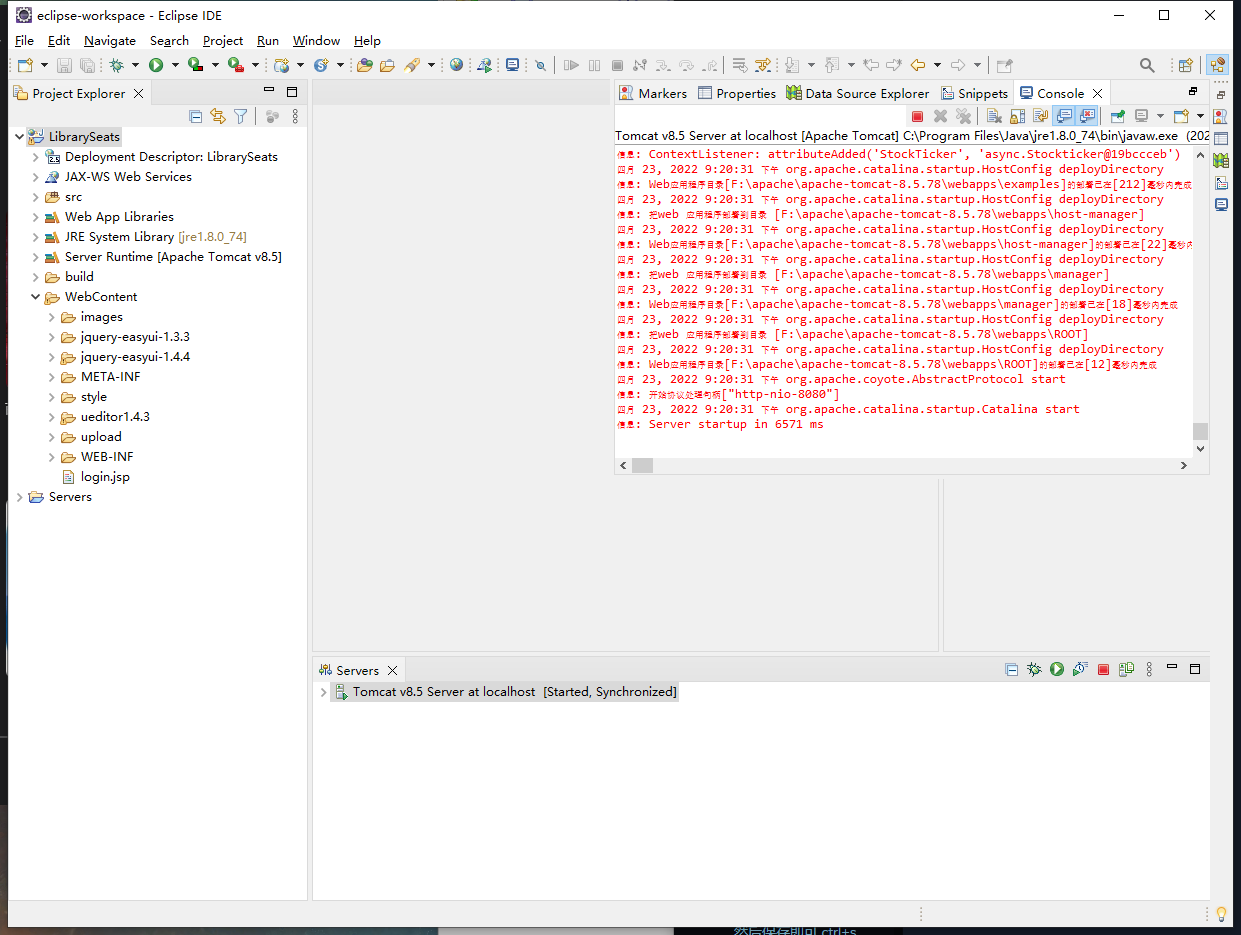 eclipse-workspace - Eclipse IDE
File Edit Navigate Search Project Run Window Help
Project Explorer
LibrarySeats
Deployment Descriptor: LibrarySeats
JAX-WS Web Services
src
Web App Libraries
JRE System Library [jre1.8.0_74]
Server Runtime [Apache Tomcat v8.5]
build
WebContent
images
jquery-easyui-1.3.3
jquery-easyui-1.4.4
META-INF
style
ueditor1.4.3
upload
WEB-INF
login.jsp
Servers
Markers Properties Data Source Explorer Snippets Console
Tomcat v8.5 Server at localhost [Apache Tomcat] C:\Program Files\Java\jre1.8.0_74\bin\javaw.exe (202
信息: ContextListener: attributeAdded('StockTicker', 'async.Stockticker@19bccceb')
四月 23, 2022 9:20:31 下午 org.apache.catalina.startup.HostConfig deployDirectory
信息: Web应用程序目录[F:\apache\apache-tomcat-8.5.78\webapps\examples]的部署已在[212]毫秒内完成
四月 23, 2022 9:20:31 下午 org.apache.catalina.startup.HostConfig deployDirectory
信息: 把web 应用程序部署到目录 [F:\apache\apache-tomcat-8.5.78\webapps\host-manager]
四月 23, 2022 9:20:31 下午 org.apache.catalina.startup.HostConfig deployDirectory
信息: Web应用程序目录[F:\apache\apache-tomcat-8.5.78\webapps\host-manager]的部署已在[22]毫秒内
四月 23, 2022 9:20:31 下午 org.apache.catalina.startup.HostConfig deployDirectory
信息: 把web 应用程序部署到目录 [F:\apache\apache-tomcat-8.5.78\webapps\manager]
四月 23, 2022 9:20:31 下午 org.apache.catalina.startup.HostConfig deployDirectory
信息: Web应用程序目录[F:\apache\apache-tomcat-8.5.78\webapps\manager]的部署已在[18]毫秒内完成
四月 23, 2022 9:20:31 下午 org.apache.catalina.startup.HostConfig deployDirectory
信息: 把web 应用程序部署到目录 [F:\apache\apache-tomcat-8.5.78\webapps\ROOT]
四月 23, 2022 9:20:31 下午 org.apache.catalina.startup.HostConfig deployDirectory
信息: Web应用程序目录[F:\apache\apache-tomcat-8.5.78\webapps\ROOT]的部署已在[12]毫秒内完成
四月 23, 2022 9:20:31 下午 org.apache.coyote.AbstractProtocol start
信息: 开始协议处理句柄["http-nio-8080"]
四月 23, 2022 9:20:31 下午 org.apache.catalina.startup.Catalina start
信息: Server startup in 6571 ms
Servers
Tomcat v8.5 Server at localhost [Started, Synchronized]
然后保存即可 ctrl+s